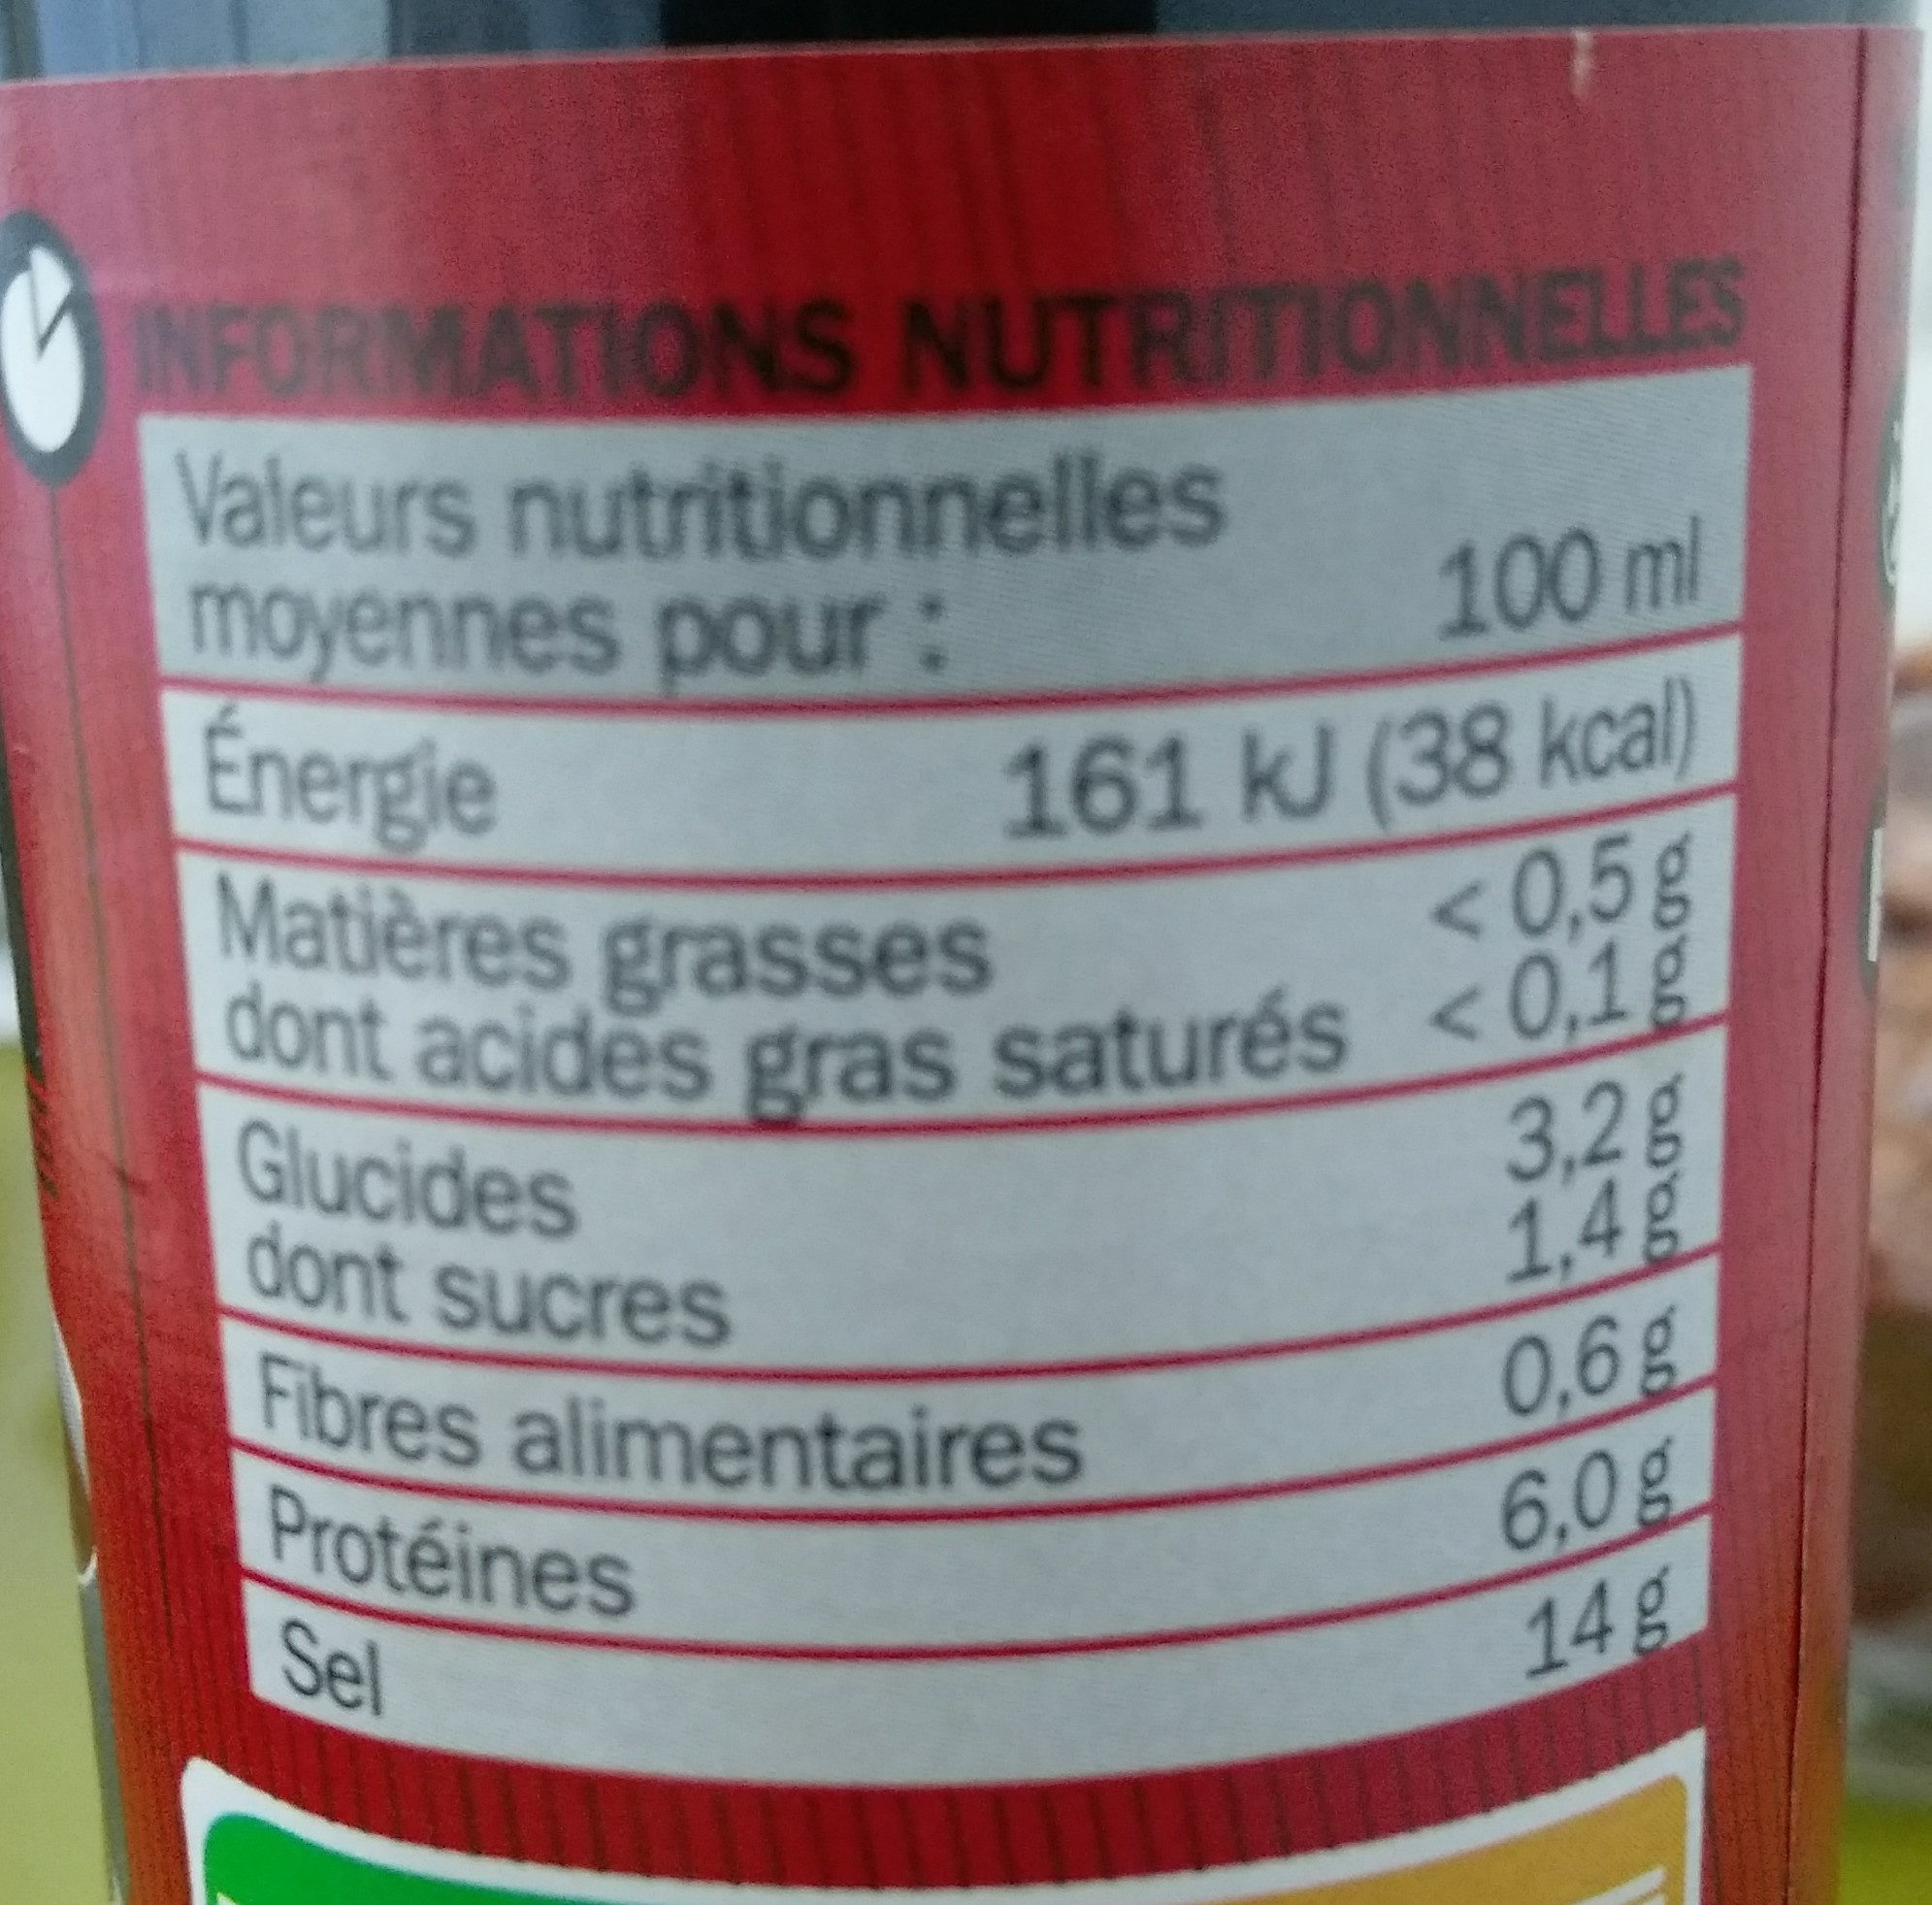 INFORMATIONS NUTRITIONNELLES
Valeurs nutritionnelles
moyennes pour : 100 ml
Énergie 161 kJ (38 kcal)
Matières grasses < 0,5 g
dont acides gras saturés < 0,1 g
Glucides 3,2 g
dont sucres 1,4 g
Fibres alimentaires 0,6 g
Protéines 6,0 g
Sel 14 g